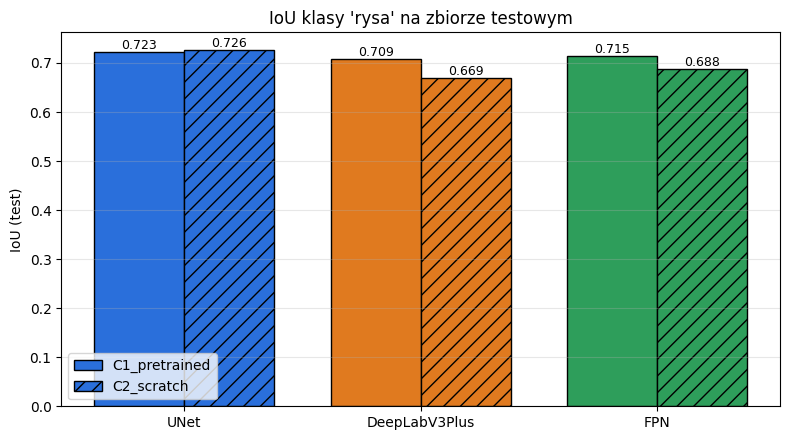 IoU klasy 'rysa' na zbiorze testowym
0.723
0.726
0.709
0.669
0.715
0.688
IoU (test)
0.7
0.6
0.5
0.4
0.3
0.2
0.1
0.0
C1_pretrained
C2_scratch
UNet
DeepLabV3Plus
FPN